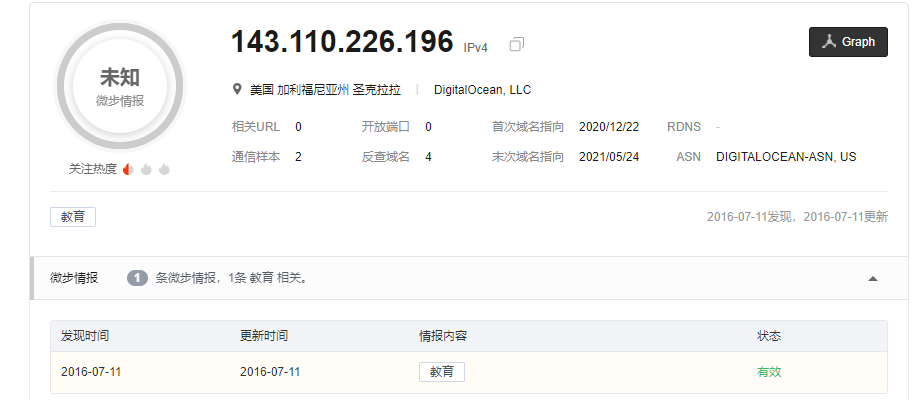 143.110.226.196 IPv4
Graph
未知
微步情报
美国 加利福尼亚州 圣克拉拉 DigitalOcean, LLC
相关URL 0 开放端口 0 首次域名指向 2020/12/22 RDNS -
通信样本 2 反查域名 4 末次域名指向 2021/05/24 ASN DIGITALOCEAN-ASN, US
关注热度
教育 2016-07-11发现，2016-07-11更新
微步情报 1 条微步情报，1条 教育 相关。
发现时间 更新时间 情报内容 状态
2016-07-11 2016-07-11 教育 有效